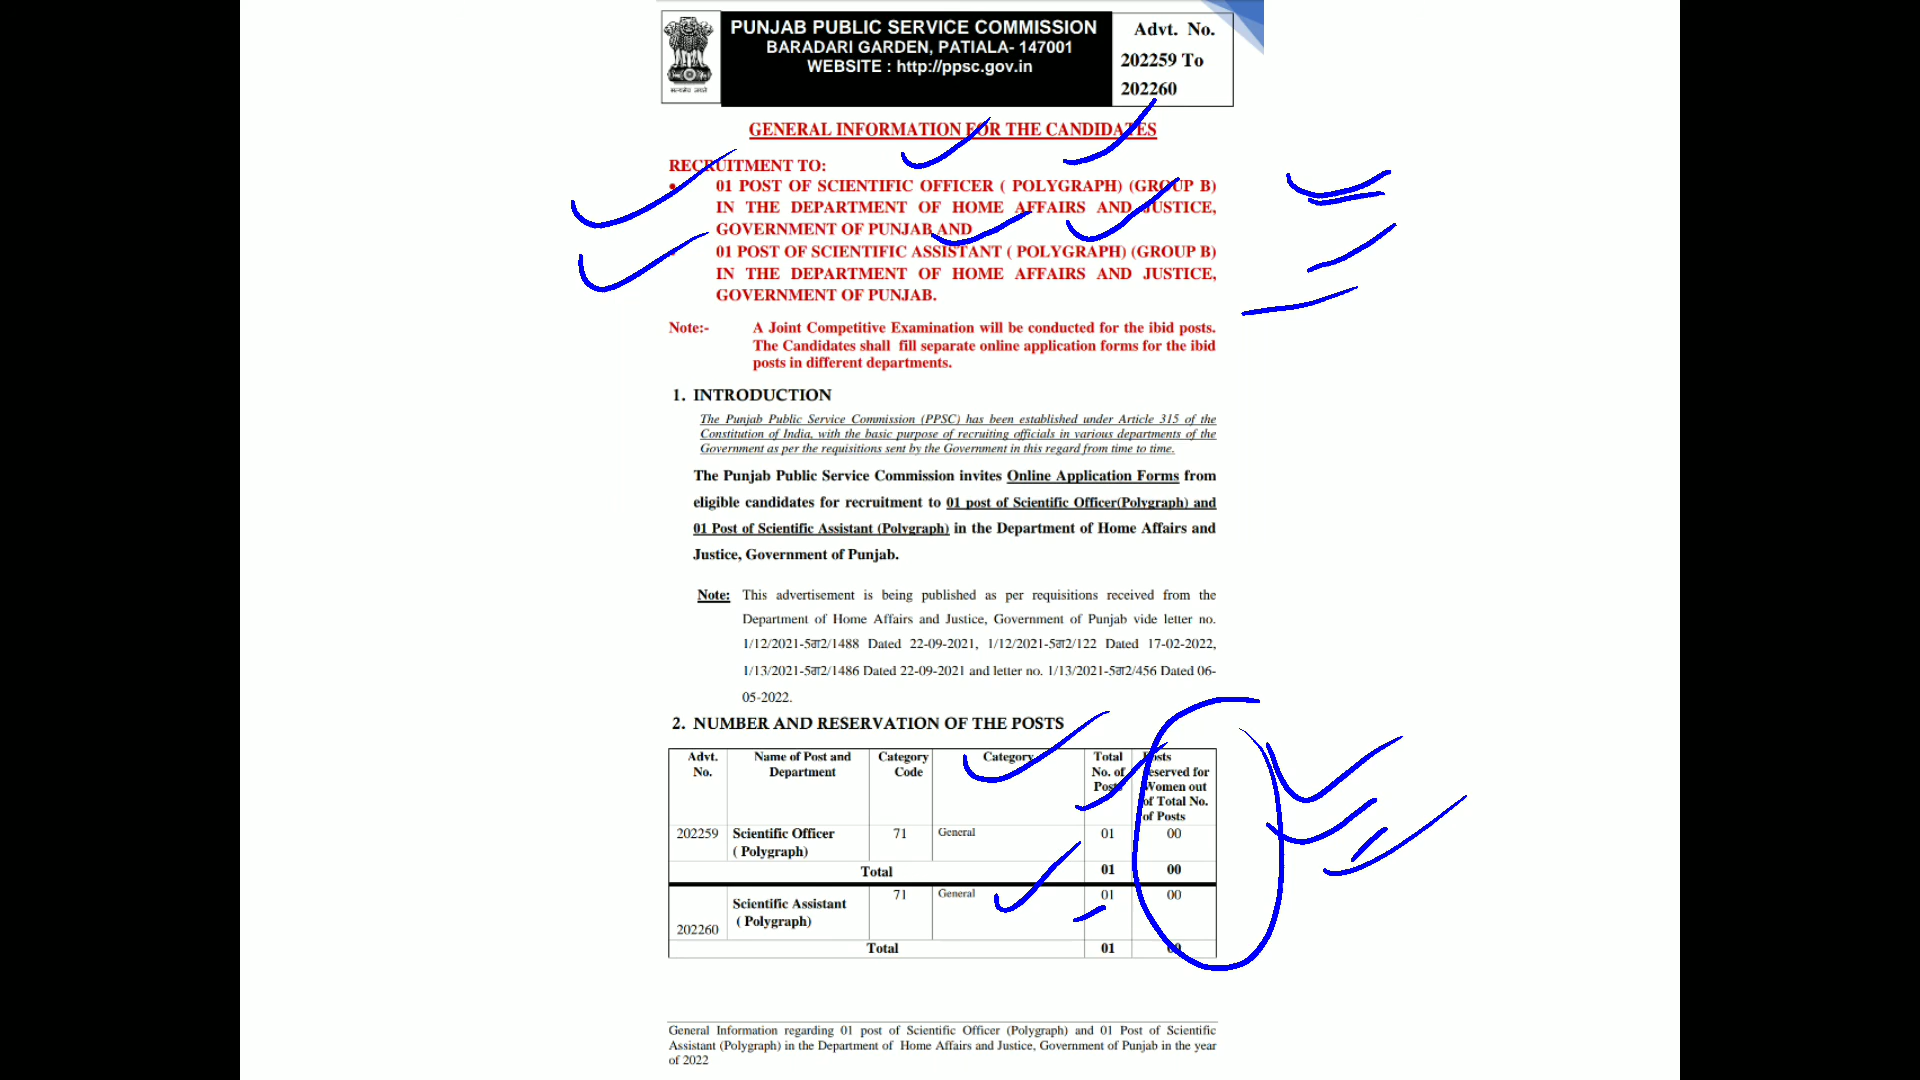 PUNJAB PUBLIC SERVICE COMMISSION
BARADARI GARDEN, PATIALA- 147001
WEBSITE : http://ppsc.gov.in
Advt. No.
202259 To
202260
सत्यमेव जयते
GENERAL INFORMATION FOR THE CANDIDATES
RECRUITMENT TO:
• 01 POST OF SCIENTIFIC OFFICER ( POLYGRAPH) (GROUP B)
IN THE DEPARTMENT OF HOME AFFAIRS AND JUSTICE,
GOVERNMENT OF PUNJAB AND
• 01 POST OF SCIENTIFIC ASSISTANT ( POLYGRAPH) (GROUP B)
IN THE DEPARTMENT OF HOME AFFAIRS AND JUSTICE,
GOVERNMENT OF PUNJAB.
Note:- A Joint Competitive Examination will be conducted for the ibid posts.
The Candidates shall fill separate online application forms for the ibid
posts in different departments.
1. INTRODUCTION
The Punjab Public Service Commission (PPSC) has been established under Article 315 of the
Constitution of India, with the basic purpose of recruiting officials in various departments of the
Government as per the requisitions sent by the Government in this regard from time to time.
The Punjab Public Service Commission invites Online Application Forms from
eligible candidates for recruitment to 01 post of Scientific Officer(Polygraph) and
01 Post of Scientific Assistant (Polygraph) in the Department of Home Affairs and
Justice, Government of Punjab.
Note: This advertisement is being published as per requisitions received from the
Department of Home Affairs and Justice, Government of Punjab vide letter no.
1/12/2021-5ਗ2/1488 Dated 22-09-2021, 1/12/2021-5ਗ2/122 Dated 17-02-2022,
1/13/2021-5ਗ2/1486 Dated 22-09-2021 and letter no. 1/13/2021-5ਗ2/456 Dated 06-
05-2022.
2. NUMBER AND RESERVATION OF THE POSTS
Advt. No. Name of Post and Department Category Code Category Total No. of Posts Posts reserved for Women out of Total No. of Posts
202259 Scientific Officer ( Polygraph) 71 General 01 00
Total 01 00
202260 Scientific Assistant ( Polygraph) 71 General 01 00
Total 01 00
General Information regarding 01 post of Scientific Officer (Polygraph) and 01 Post of Scientific
Assistant (Polygraph) in the Department of Home Affairs and Justice, Government of Punjab in the year
of 2022